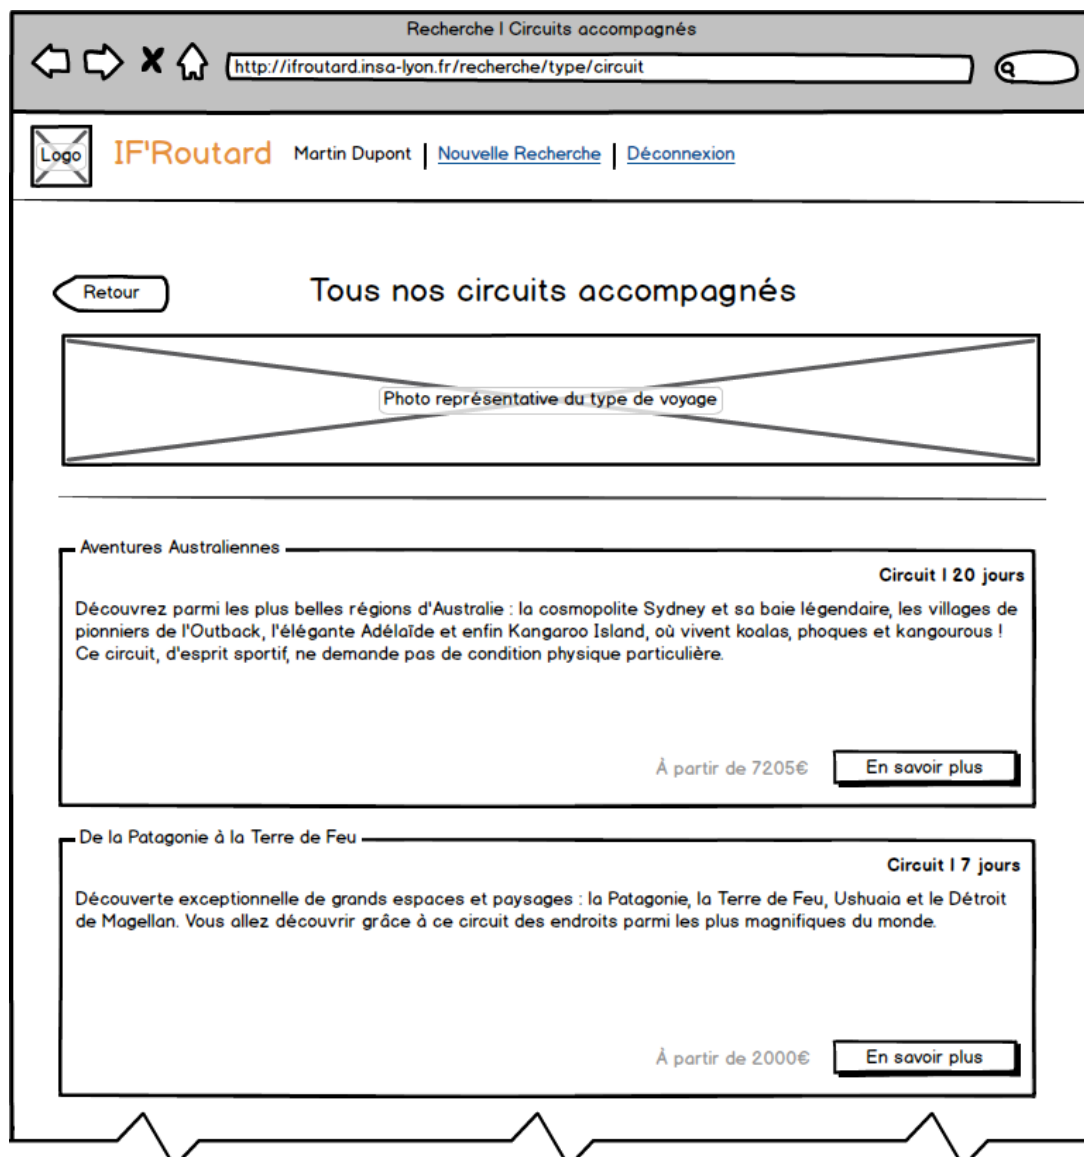 Recherche | Circuits accompagnés
http://ifroutard.insa-lyon.fr/recherche/type/circuit
Logo
IF'Routard
Martin Dupont | Nouvelle Recherche | Déconnexion
Retour
Tous nos circuits accompagnés
Photo représentative du type de voyage
Aventures Australiennes
Circuit | 20 jours
Découvrez parmi les plus belles régions d'Australie : la cosmopolite Sydney et sa baie légendaire, les villages de
pionniers de l'Outback, l'élégante Adélaïde et enfin Kangaroo Island, où vivent koalas, phoques et kangourous !
Ce circuit, d'esprit sportif, ne demande pas de condition physique particulière.
À partir de 7205€
En savoir plus
De la Patagonie à la Terre de Feu
Circuit | 7 jours
Découverte exceptionnelle de grands espaces et paysages : la Patagonie, la Terre de Feu, Ushuaia et le Détroit
de Magellan. Vous allez découvrir grâce à ce circuit des endroits parmi les plus magnifiques du monde.
À partir de 2000€
En savoir plus